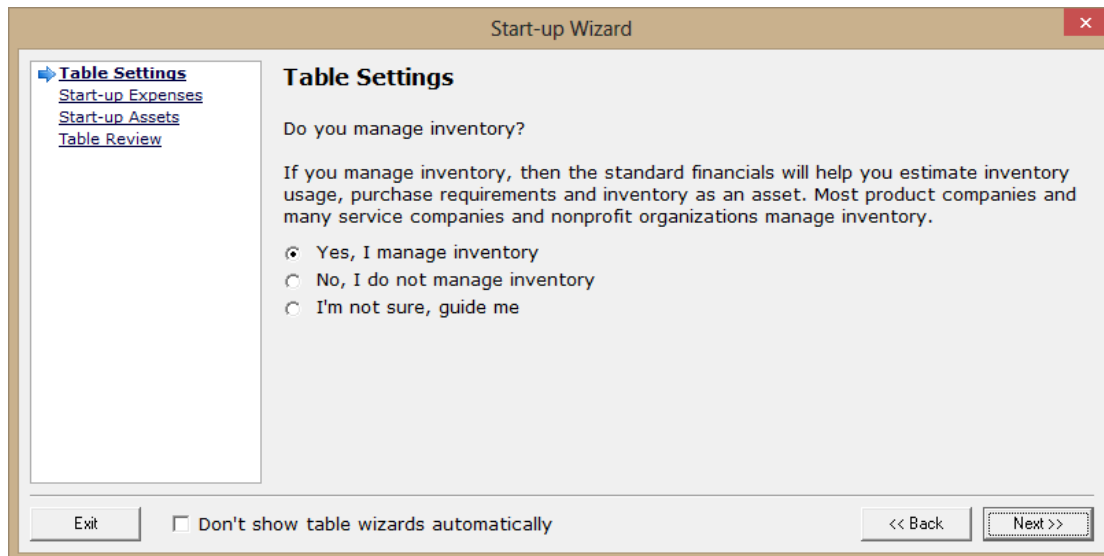 Start-up Wizard
Table Settings
Start-up Expenses
Start-up Assets
Table Review
Table Settings
Do you manage inventory?
If you manage inventory, then the standard financials will help you estimate inventory
usage, purchase requirements and inventory as an asset. Most product companies and
many service companies and nonprofit organizations manage inventory.
Yes, I manage inventory
No, I do not manage inventory
I'm not sure, guide me
Exit
Don't show table wizards automatically
<< Back
Next >>